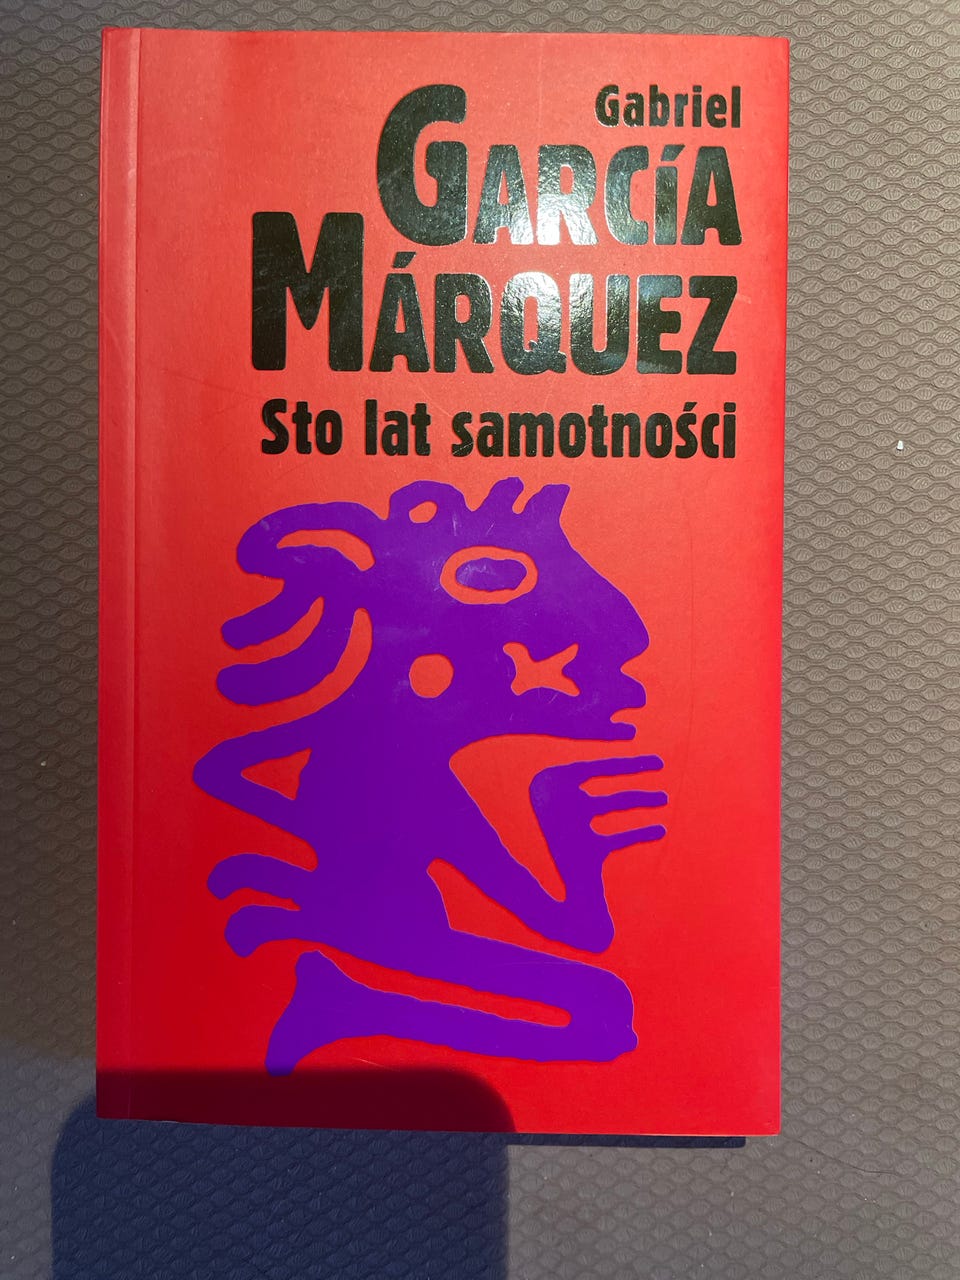 Gabriel
GARCÍA
MÁRQUEZ
Sto lat samotności